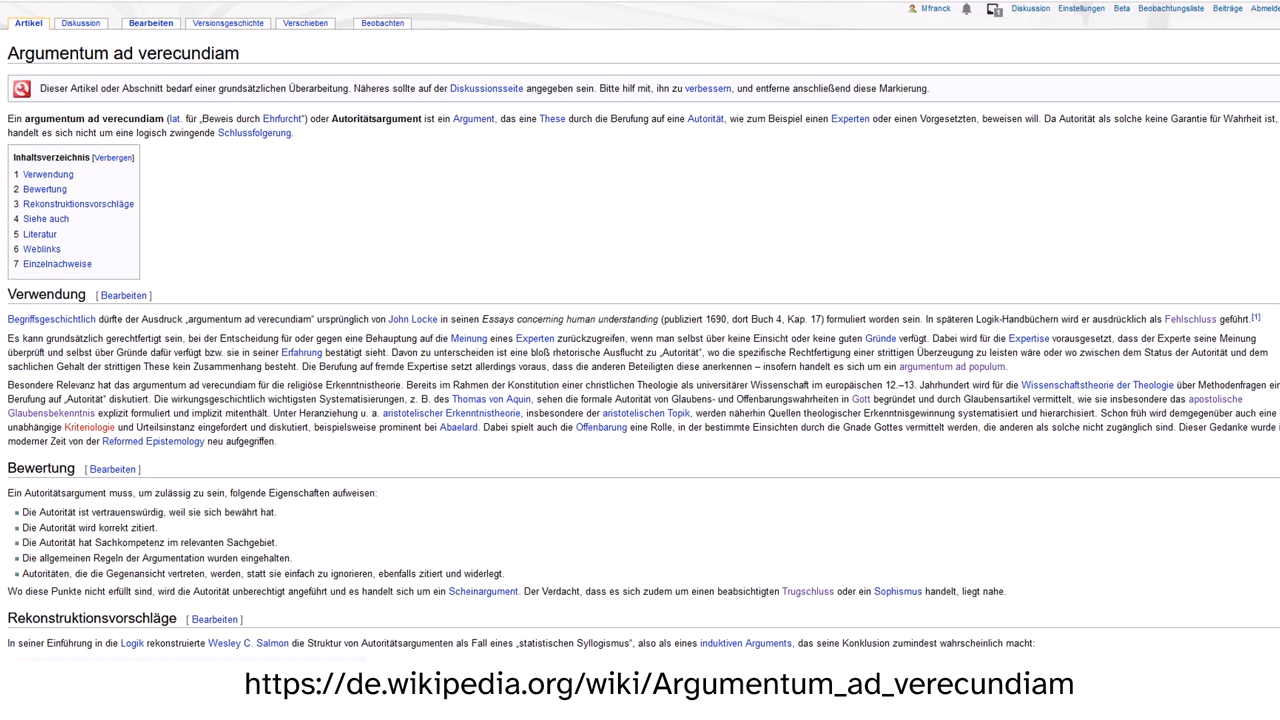 Mfranck 1 Diskussion Einstellungen Beta Beobachtungsliste Beiträge Abmelde
Artikel Diskussion Bearbeiten Versionsgeschichte Verschieben Beobachten
Argumentum ad verecundiam
Dieser Artikel oder Abschnitt bedarf einer grundsätzlichen Überarbeitung. Näheres sollte auf der Diskussionsseite angegeben sein. Bitte hilf mit, ihn zu verbessern, und entferne anschließend diese Markierung.
Ein argumentum ad verecundiam (lat. für „Beweis durch Ehrfurcht“) oder Autoritätsargument ist ein Argument, das eine These durch die Berufung auf eine Autorität, wie zum Beispiel einen Experten oder einen Vorgesetzten, beweisen will. Da Autorität als solche keine Garantie für Wahrheit ist,
handelt es sich nicht um eine logisch zwingende Schlussfolgerung.
Inhaltsverzeichnis [Verbergen]
1 Verwendung
2 Bewertung
3 Rekonstruktionsvorschläge
4 Siehe auch
5 Literatur
6 Weblinks
7 Einzelnachweise
Verwendung [ Bearbeiten ]
Begriffsgeschichtlich dürfte der Ausdruck „argumentum ad verecundiam“ ursprünglich von John Locke in seinen Essays concerning human understanding (publiziert 1690, dort Buch 4, Kap. 17) formuliert worden sein. In späteren Logik-Handbüchern wird er ausdrücklich als Fehlschluss geführt.[1]
Es kann grundsätzlich gerechtfertigt sein, bei der Entscheidung für oder gegen eine Behauptung auf die Meinung eines Experten zurückzugreifen, wenn man selbst über keine Einsicht oder keine guten Gründe verfügt. Dabei wird für die Expertise vorausgesetzt, dass der Experte seine Meinung
überprüft und selbst über Gründe dafür verfügt bzw. sie in seiner Erfahrung bestätigt sieht. Davon zu unterscheiden ist eine bloß rhetorische Ausflucht zu „Autorität“, wo die spezifische Rechtfertigung einer strittigen Überzeugung zu leisten wäre oder wo zwischen dem Status der Autorität und dem
sachlichen Gehalt der strittigen These kein Zusammenhang besteht. Die Berufung auf fremde Expertise setzt allerdings voraus, dass die anderen Beteiligten diese anerkennen – insofern handelt es sich um ein argumentum ad populum.
Besondere Relevanz hat das argumentum ad verecundiam für die religiöse Erkenntnistheorie. Bereits im Rahmen der Konstitution einer christlichen Theologie als universitärer Wissenschaft im europäischen 12.–13. Jahrhundert wird für die Wissenschaftstheorie der Theologie über Methodenfragen ein
Berufung auf „Autorität“ diskutiert. Die wirkungsgeschichtlich wichtigsten Systematisierungen, z. B. des Thomas von Aquin, sehen die formale Autorität von Glaubens- und Offenbarungswahrheiten in Gott begründet und durch Glaubensartikel vermittelt, wie sie insbesondere das apostolische
Glaubensbekenntnis explizit formuliert und implizit mitenthält. Unter Heranziehung u. a. aristotelischer Erkenntnistheorie, insbesondere der aristotelischen Topik, werden näherhin Quellen theologischer Erkenntnisgewinnung systematisiert und hierarchisiert. Schon früh wird demgegenüber auch eine
unabhängige Kriteriologie und Urteilsinstanz eingefordert und diskutiert, beispielsweise prominent bei Abaelard. Dabei spielt auch die Offenbarung eine Rolle, in der bestimmte Einsichten durch die Gnade Gottes vermittelt werden, die anderen als solche nicht zugänglich sind. Dieser Gedanke wurde
moderner Zeit von der Reformed Epistemology neu aufgegriffen.
Bewertung [ Bearbeiten ]
Ein Autoritätsargument muss, um zulässig zu sein, folgende Eigenschaften aufweisen:
Die Autorität ist vertrauenswürdig, weil sie sich bewährt hat.
Die Autorität wird korrekt zitiert.
Die Autorität hat Sachkompetenz im relevanten Sachgebiet.
Die allgemeinen Regeln der Argumentation wurden eingehalten.
Autoritäten, die die Gegenansicht vertreten, werden, statt sie einfach zu ignorieren, ebenfalls zitiert und widerlegt.
Wo diese Punkte nicht erfüllt sind, wird die Autorität unberechtigt angeführt und es handelt sich um ein Scheinargument. Der Verdacht, dass es sich zudem um einen beabsichtigten Trugschluss oder ein Sophismus handelt, liegt nahe.
Rekonstruktionsvorschläge [ Bearbeiten ]
In seiner Einführung in die Logik rekonstruierte Wesley C. Salmon die Struktur von Autoritätsargumenten als Fall eines „statistischen Syllogismus“, also als eines induktiven Arguments, das seine Konklusion zumindest wahrscheinlich macht:
https://de.wikipedia.org/wiki/Argumentum_ad_verecundiam